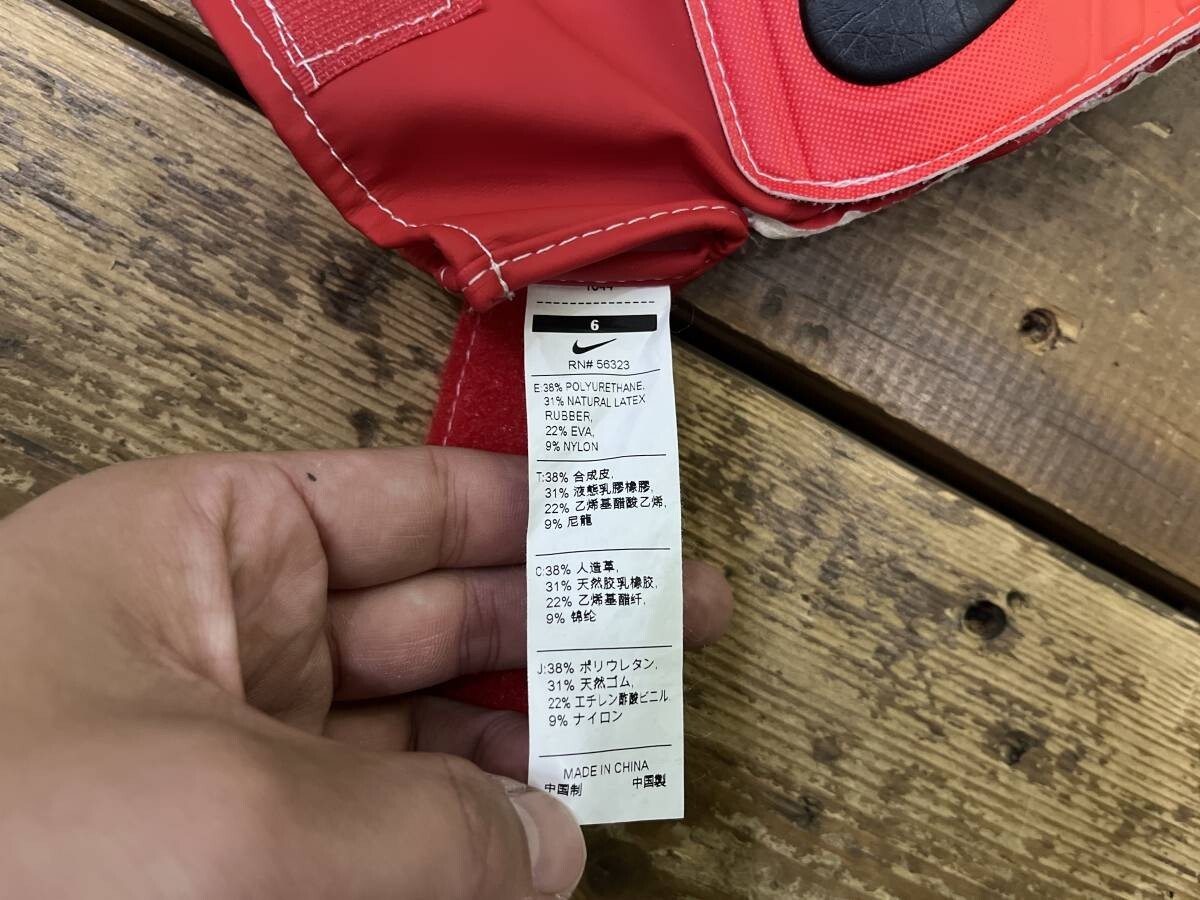 6
RN# 56323
E:38% POLYURETHANE,
31% NATURAL LATEX
RUBBER,
22% EVA,
9% NYLON
T:38% 合成皮,
31% 液態乳膠橡膠,
22% 乙烯基醋酸乙烯,
9% 尼龍
C:38% 人造革,
31% 天然胶乳橡胶,
22% 乙烯基醋纤,
9% 锦纶
J:38% ポリウレタン,
31% 天然ゴム,
22% エチレン酢酸ビニル,
9% ナイロン
MADE IN CHINA
中国制 中国製